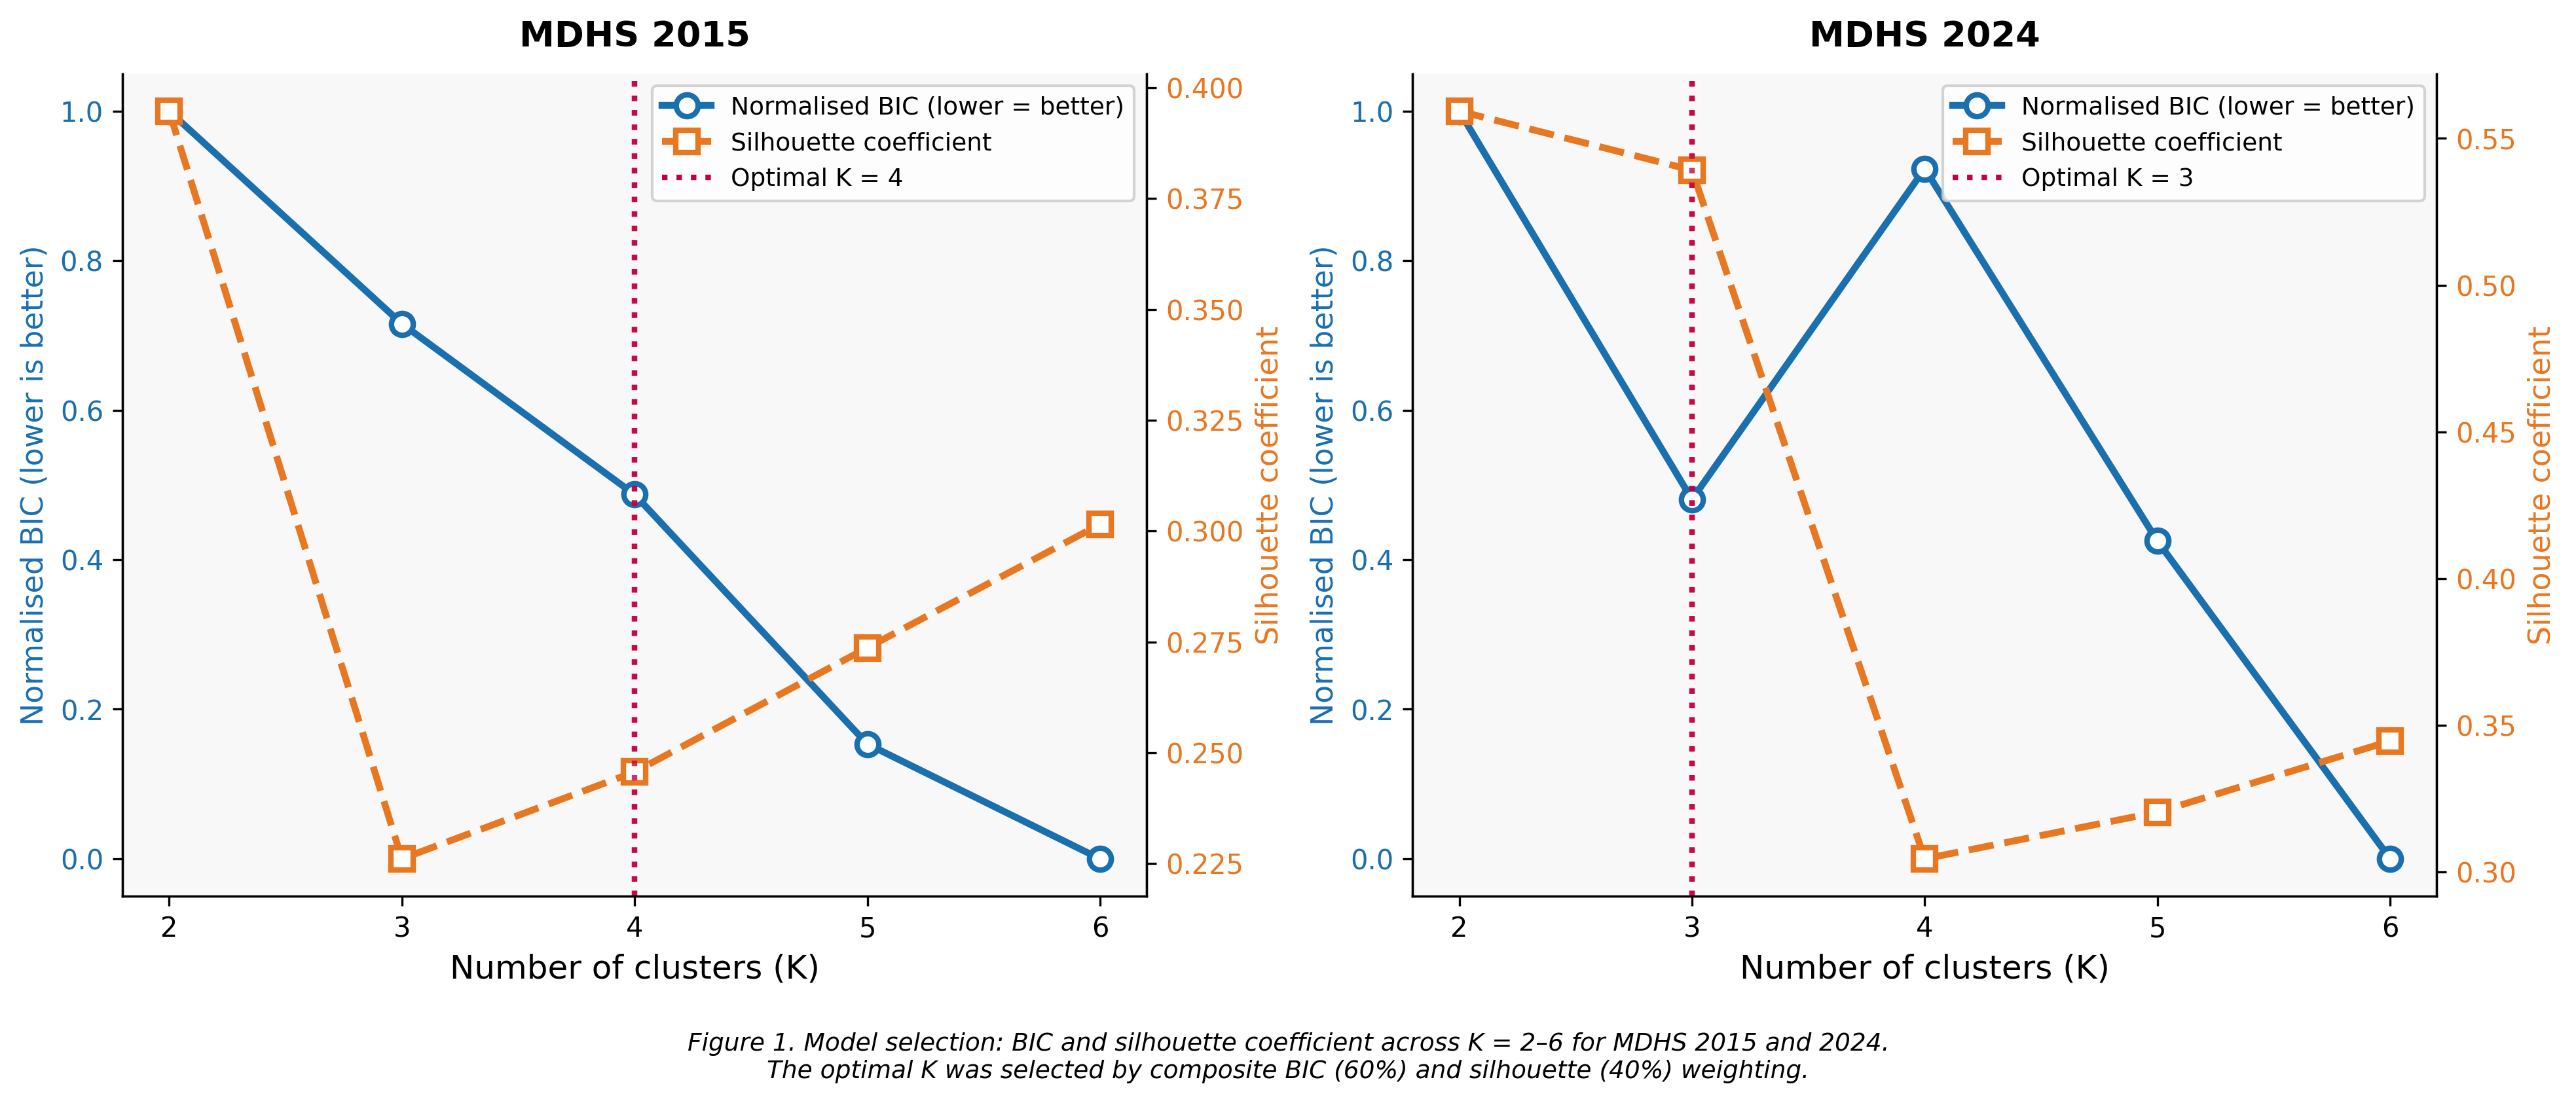 MDHS 2015
Normalised BIC (lower is better)
1.0
0.8
0.6
0.4
0.2
0.0
Normalised BIC (lower = better)
Silhouette coefficient
Optimal K = 4
0.400
0.375
0.350
0.325
0.300
0.275
0.250
0.225
Silhouette coefficient
2 3 4 5 6
Number of clusters (K)
MDHS 2024
Normalised BIC (lower is better)
1.0
0.8
0.6
0.4
0.2
0.0
Normalised BIC (lower = better)
Silhouette coefficient
Optimal K = 3
0.55
0.50
0.45
0.40
0.35
0.30
Silhouette coefficient
2 3 4 5 6
Number of clusters (K)
Figure 1. Model selection: BIC and silhouette coefficient across K = 2–6 for MDHS 2015 and 2024.
The optimal K was selected by composite BIC (60%) and silhouette (40%) weighting.